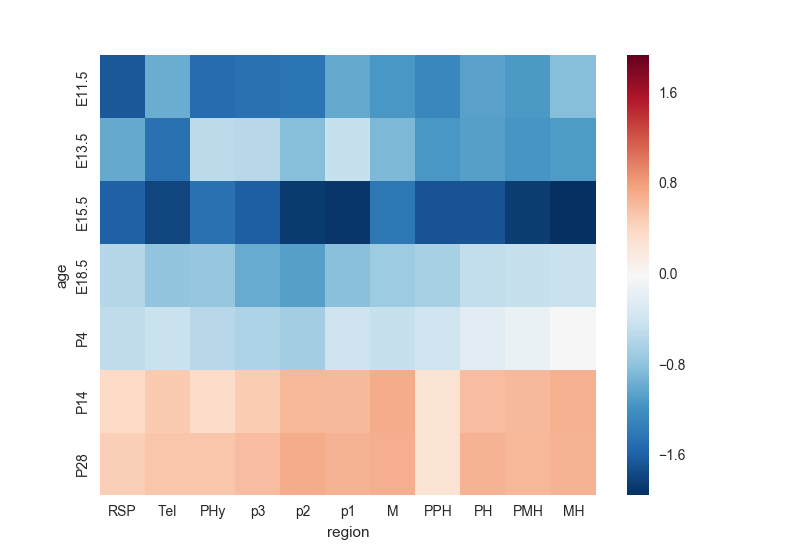 E11.5
E13.5
E15.5
E18.5
P4
P14
P28
age
RSP Tel PHy p3 p2 p1 M PPH PH PMH MH
region
1.6
0.8
0.0
−0.8
−1.6